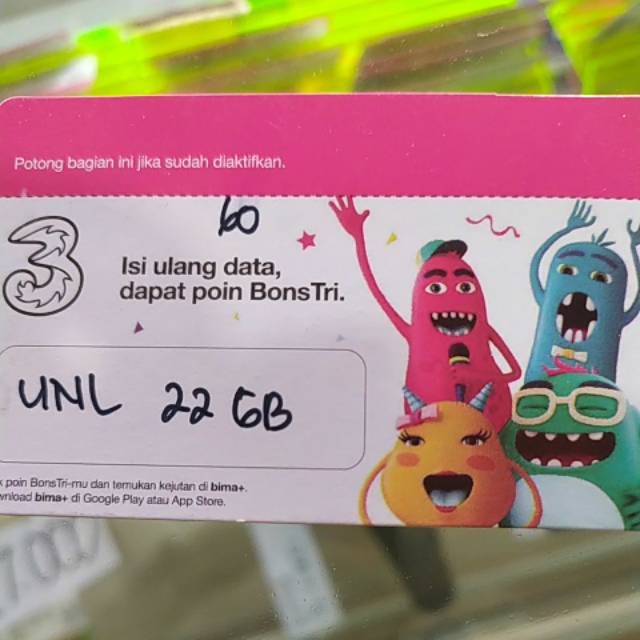 Potong bagian ini jika sudah diaktifkan.
60
3
Isi ulang data,
dapat poin BonsTri.
UNL 22 GB
poin BonsTri-mu dan temukan kejutan di bima+.
di Google Play atau App Store.